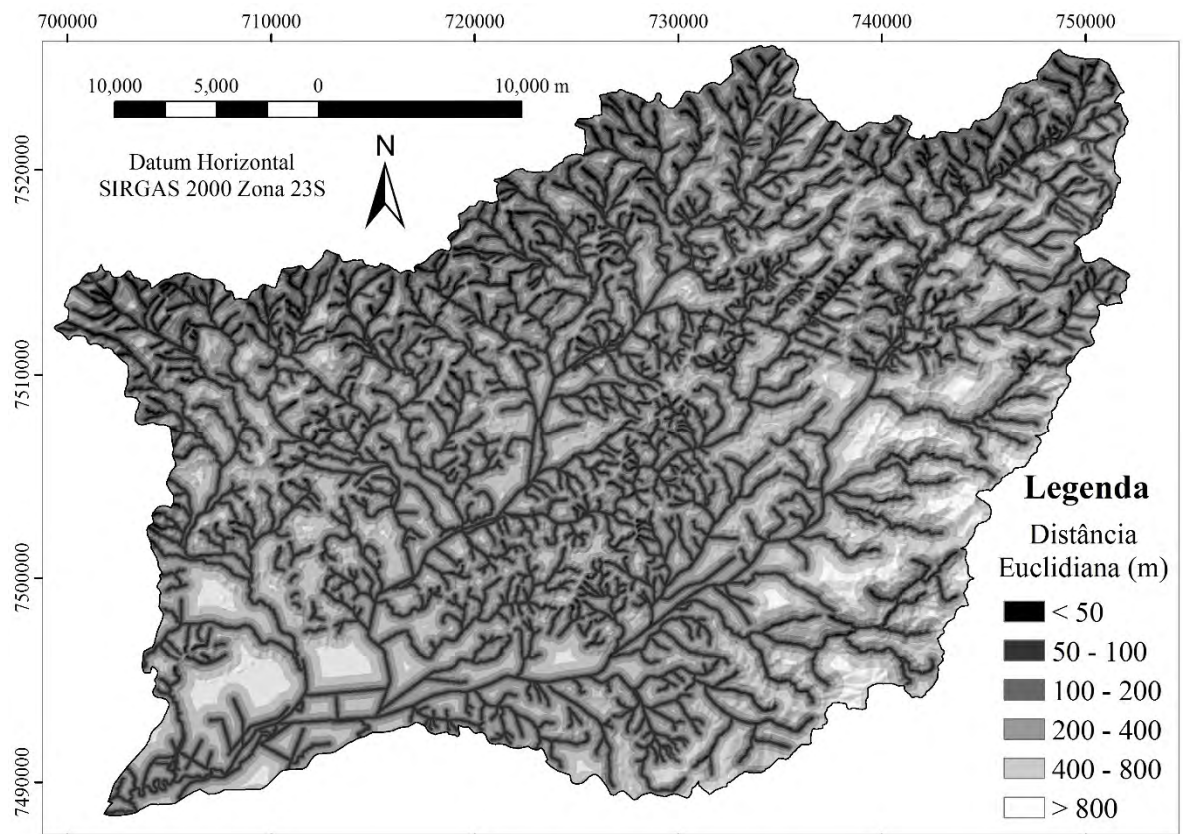 700000 710000 720000 730000 740000 750000
10,000 5,000 0 10,000 m
Datum Horizontal
SIRGAS 2000 Zona 23S
N
7520000
7510000
7500000
7490000
Legenda
Distância
Euclidiana (m)
< 50
50 - 100
100 - 200
200 - 400
400 - 800
> 800